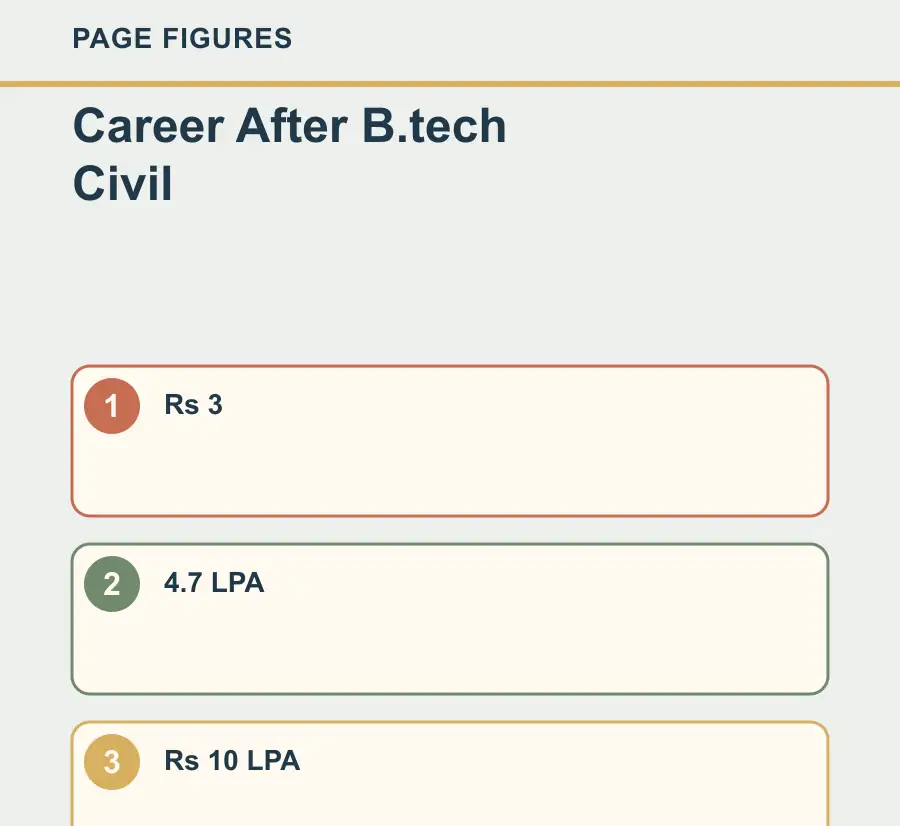 PAGE FIGURES
Career After B.tech
Civil
1 Rs 3
2 4.7 LPA
3 Rs 10 LPA